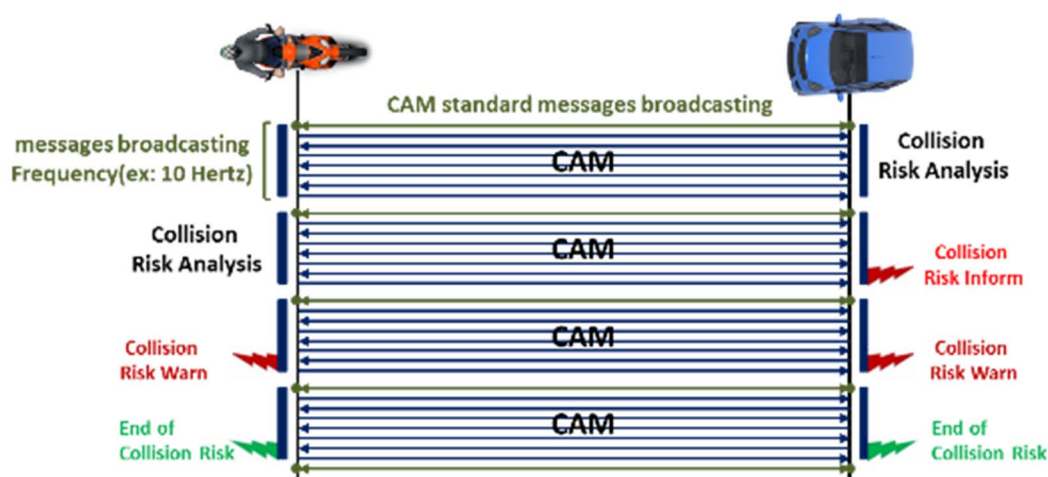 CAM standard messages broadcasting
messages broadcasting
Frequency(ex: 10 Hertz)
CAM
Collision
Risk Analysis
Collision
Risk Analysis
CAM
Collision
Risk Inform
Collision
Risk Warn
CAM
Collision
Risk Warn
End of
Collision Risk
CAM
End of
Collision Risk